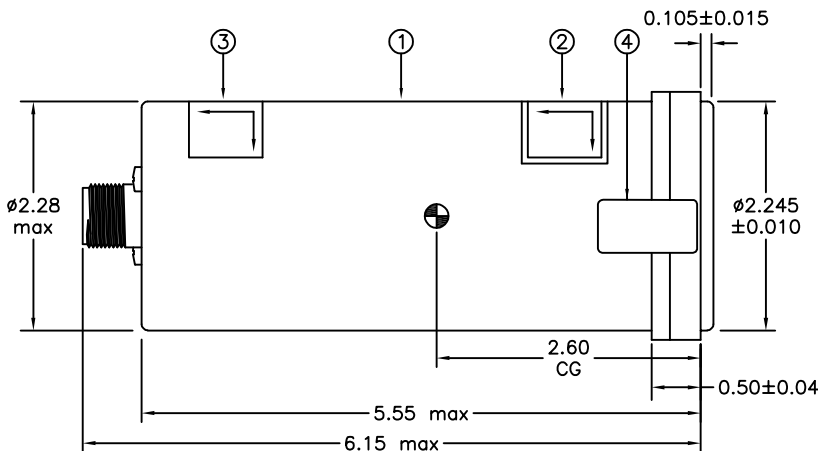 0.105±0.015
③ ① ② ④
ø2.28
max
ø2.245
±0.010
2.60
CG
0.50±0.04
5.55 max
6.15 max